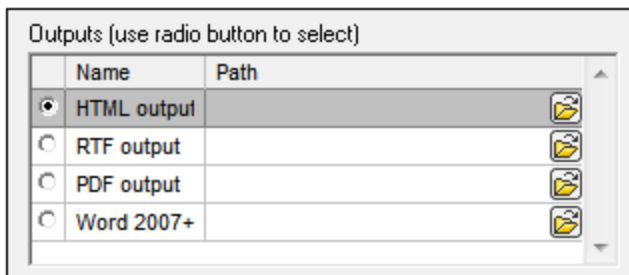 Outputs (use radio button to select)
Name Path
HTML output
RTF output
PDF output
Word 2007+